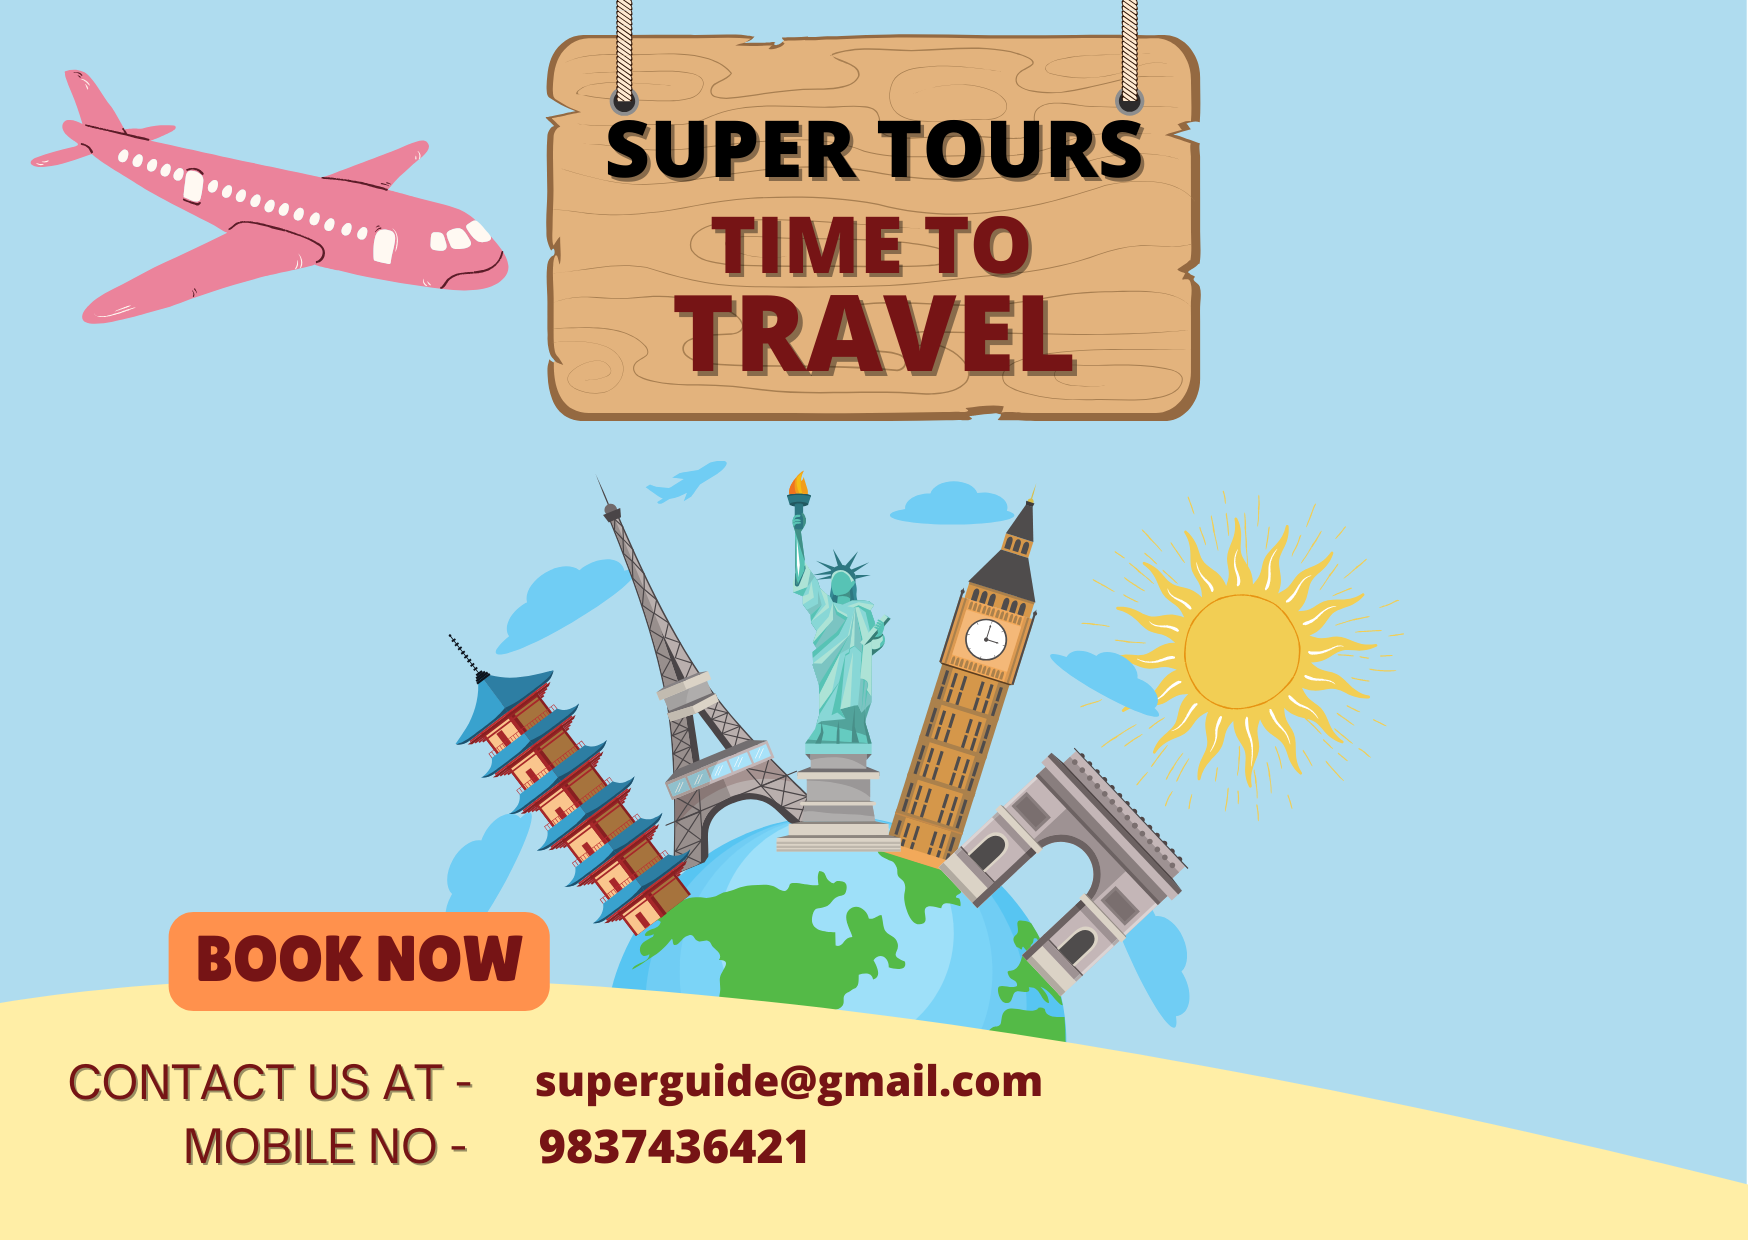 SUPER TOURS
TIME TO
TRAVEL
BOOK NOW
CONTACT US AT - superguide@gmail.com
MOBILE NO - 9837436421